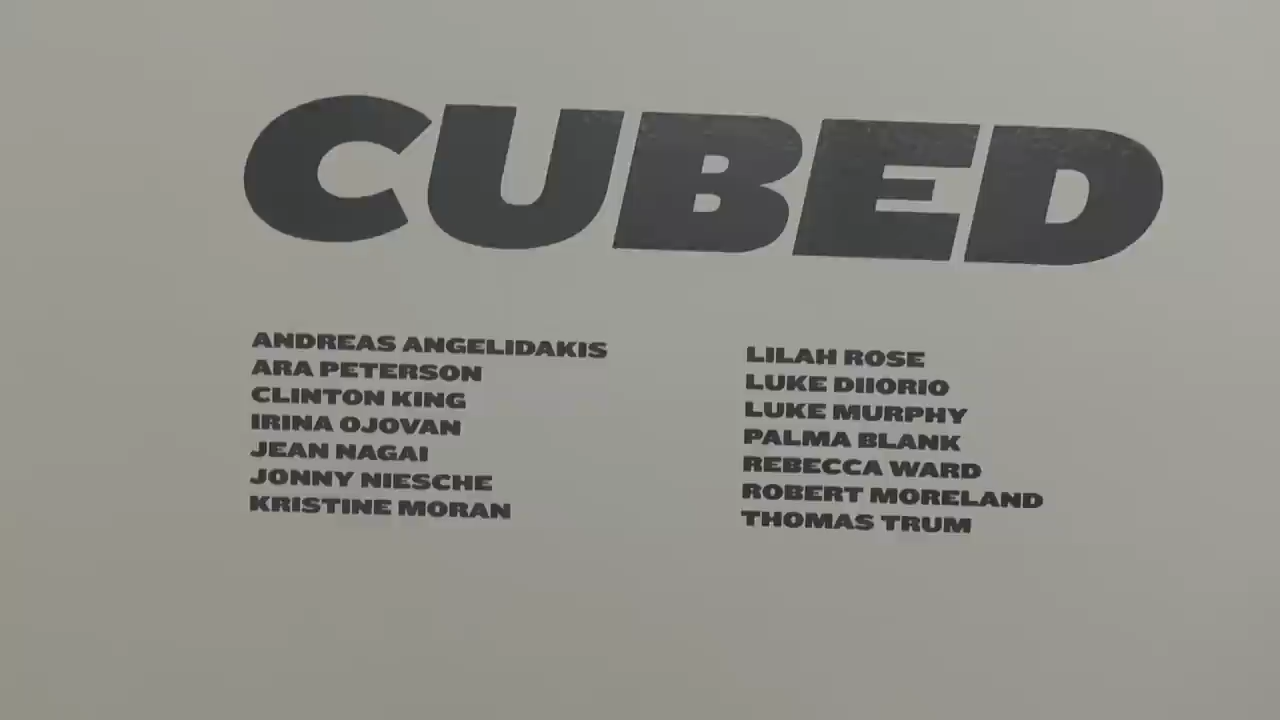 CUBED
ANDREAS ANGELIDAKIS
ARA PETERSON
CLINTON KING
IRINA OJOVAN
JEAN NAGAI
JONNY NIESCHE
KRISTINE MORAN
LILAH ROSE
LUKE DIIORIO
LUKE MURPHY
PALMA BLANK
REBECCA WARD
ROBERT MORELAND
THOMAS TRUM